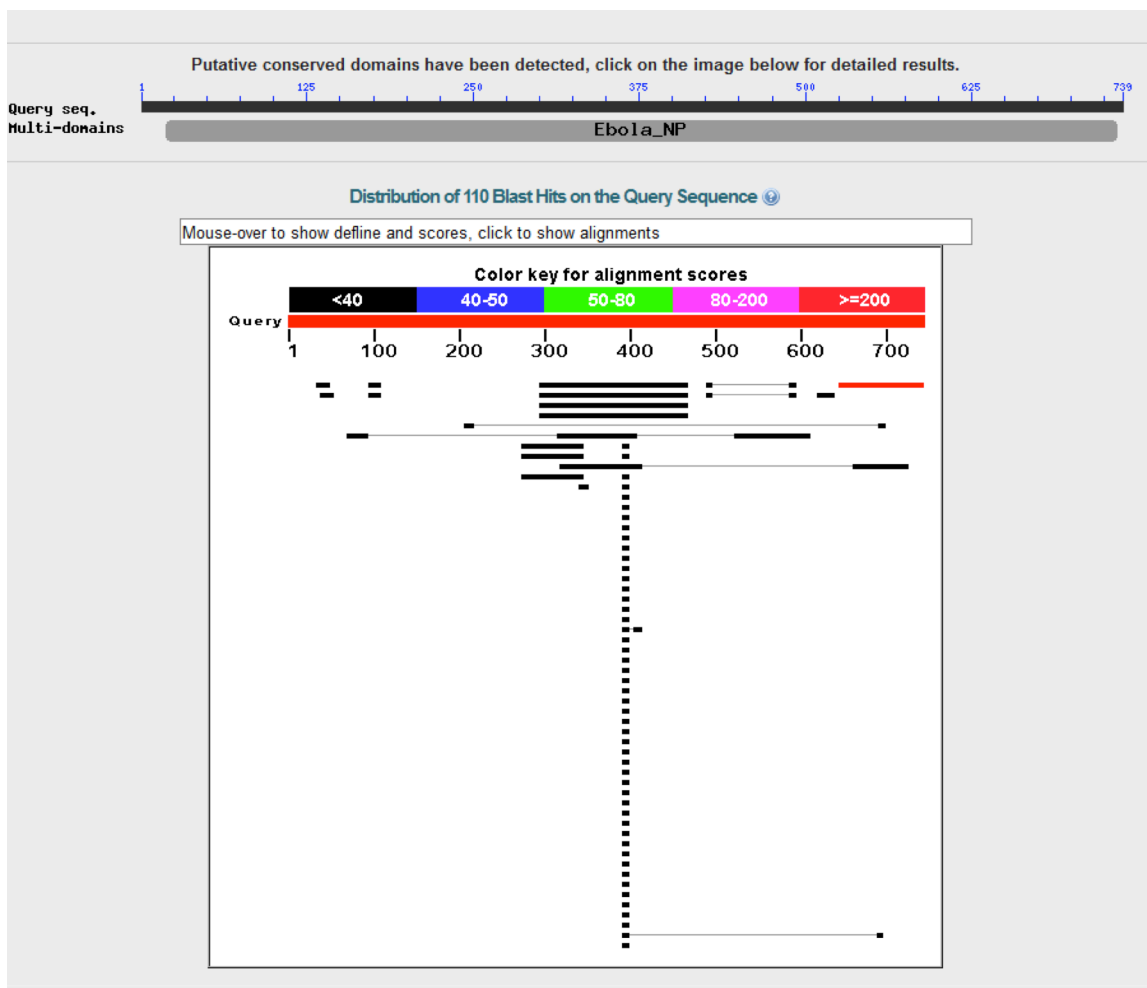 Putative conserved domains have been detected, click on the image below for detailed results.
1 125 250 375 500 625 739
Query seq.
Multi-domains Ebola_NP
Distribution of 110 Blast Hits on the Query Sequence ?
Mouse-over to show defline and scores, click to show alignments
Color key for alignment scores
<40 40-50 50-80 80-200 >=200
Query
1 100 200 300 400 500 600 700